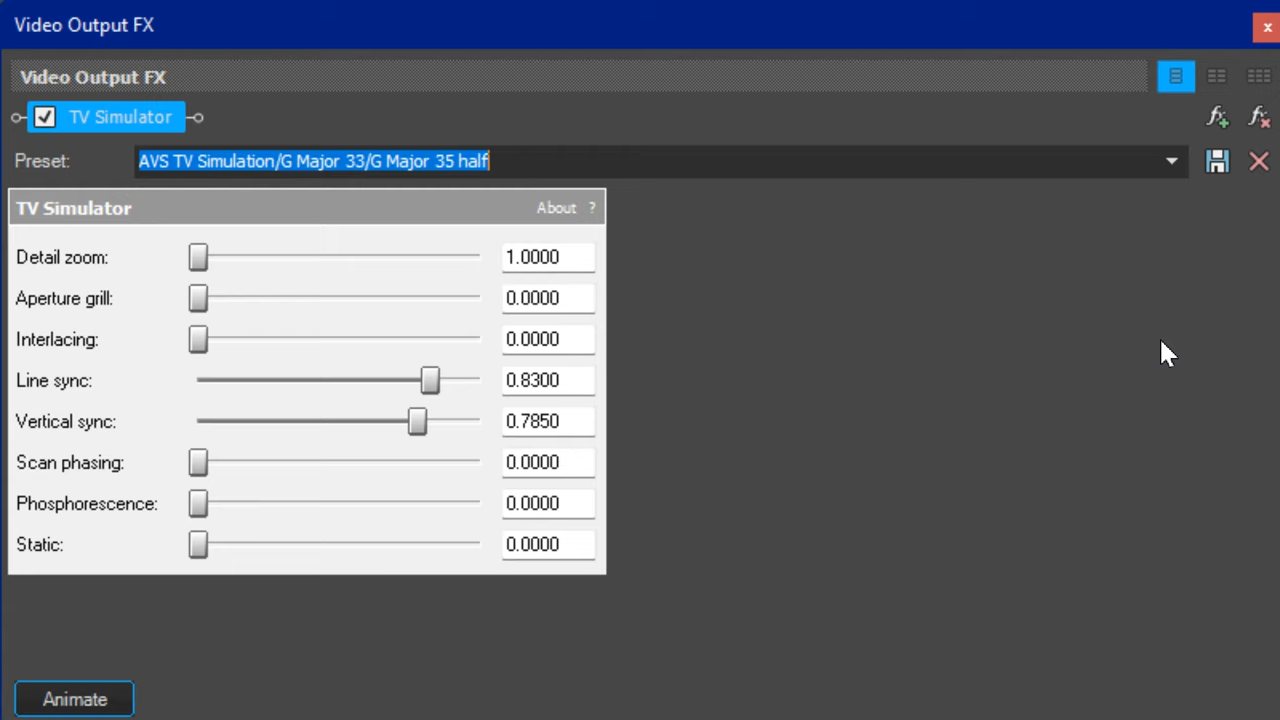 Video Output FX
x
Video Output FX
TV Simulator
fx fx
Preset: AVS TV Simulation/G Major 33/G Major 35 half
TV Simulator About ?
Detail zoom: 1.0000
Aperture grill: 0.0000
Interlacing: 0.0000
Line sync: 0.8300
Vertical sync: 0.7850
Scan phasing: 0.0000
Phosphorescence: 0.0000
Static: 0.0000
Animate